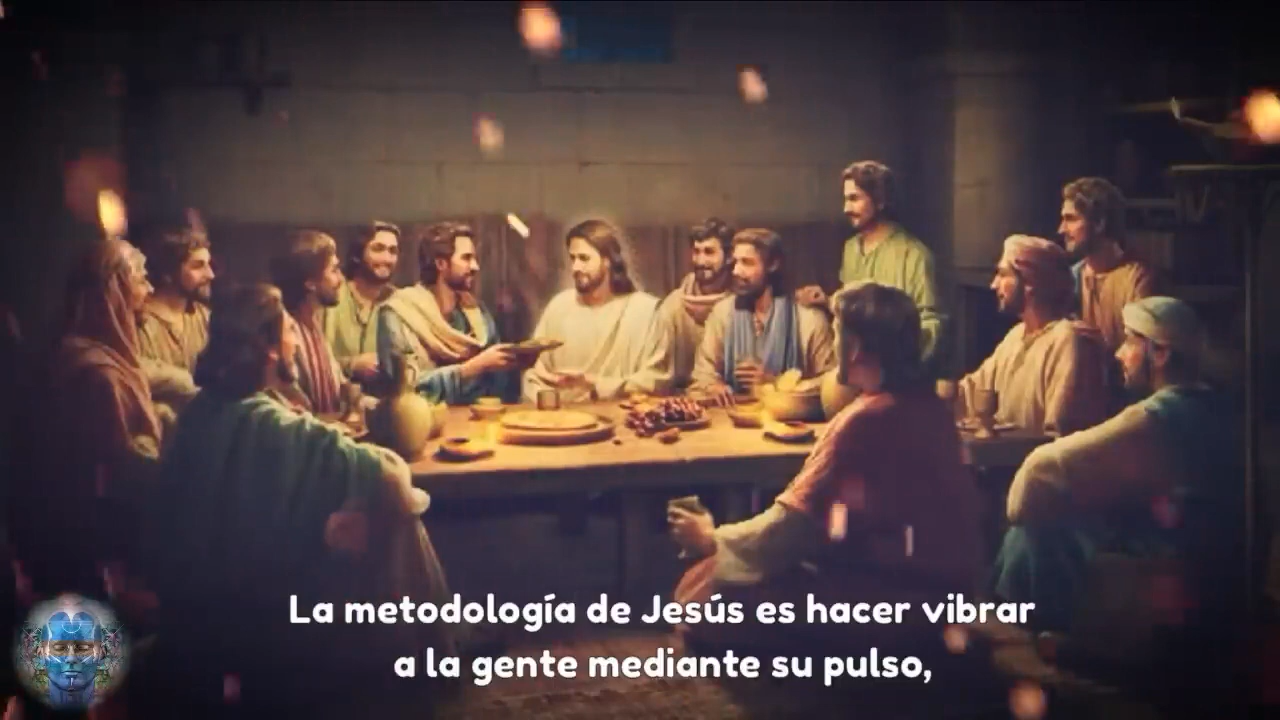 La metodología de Jesús es hacer vibrar
a la gente mediante su pulso,